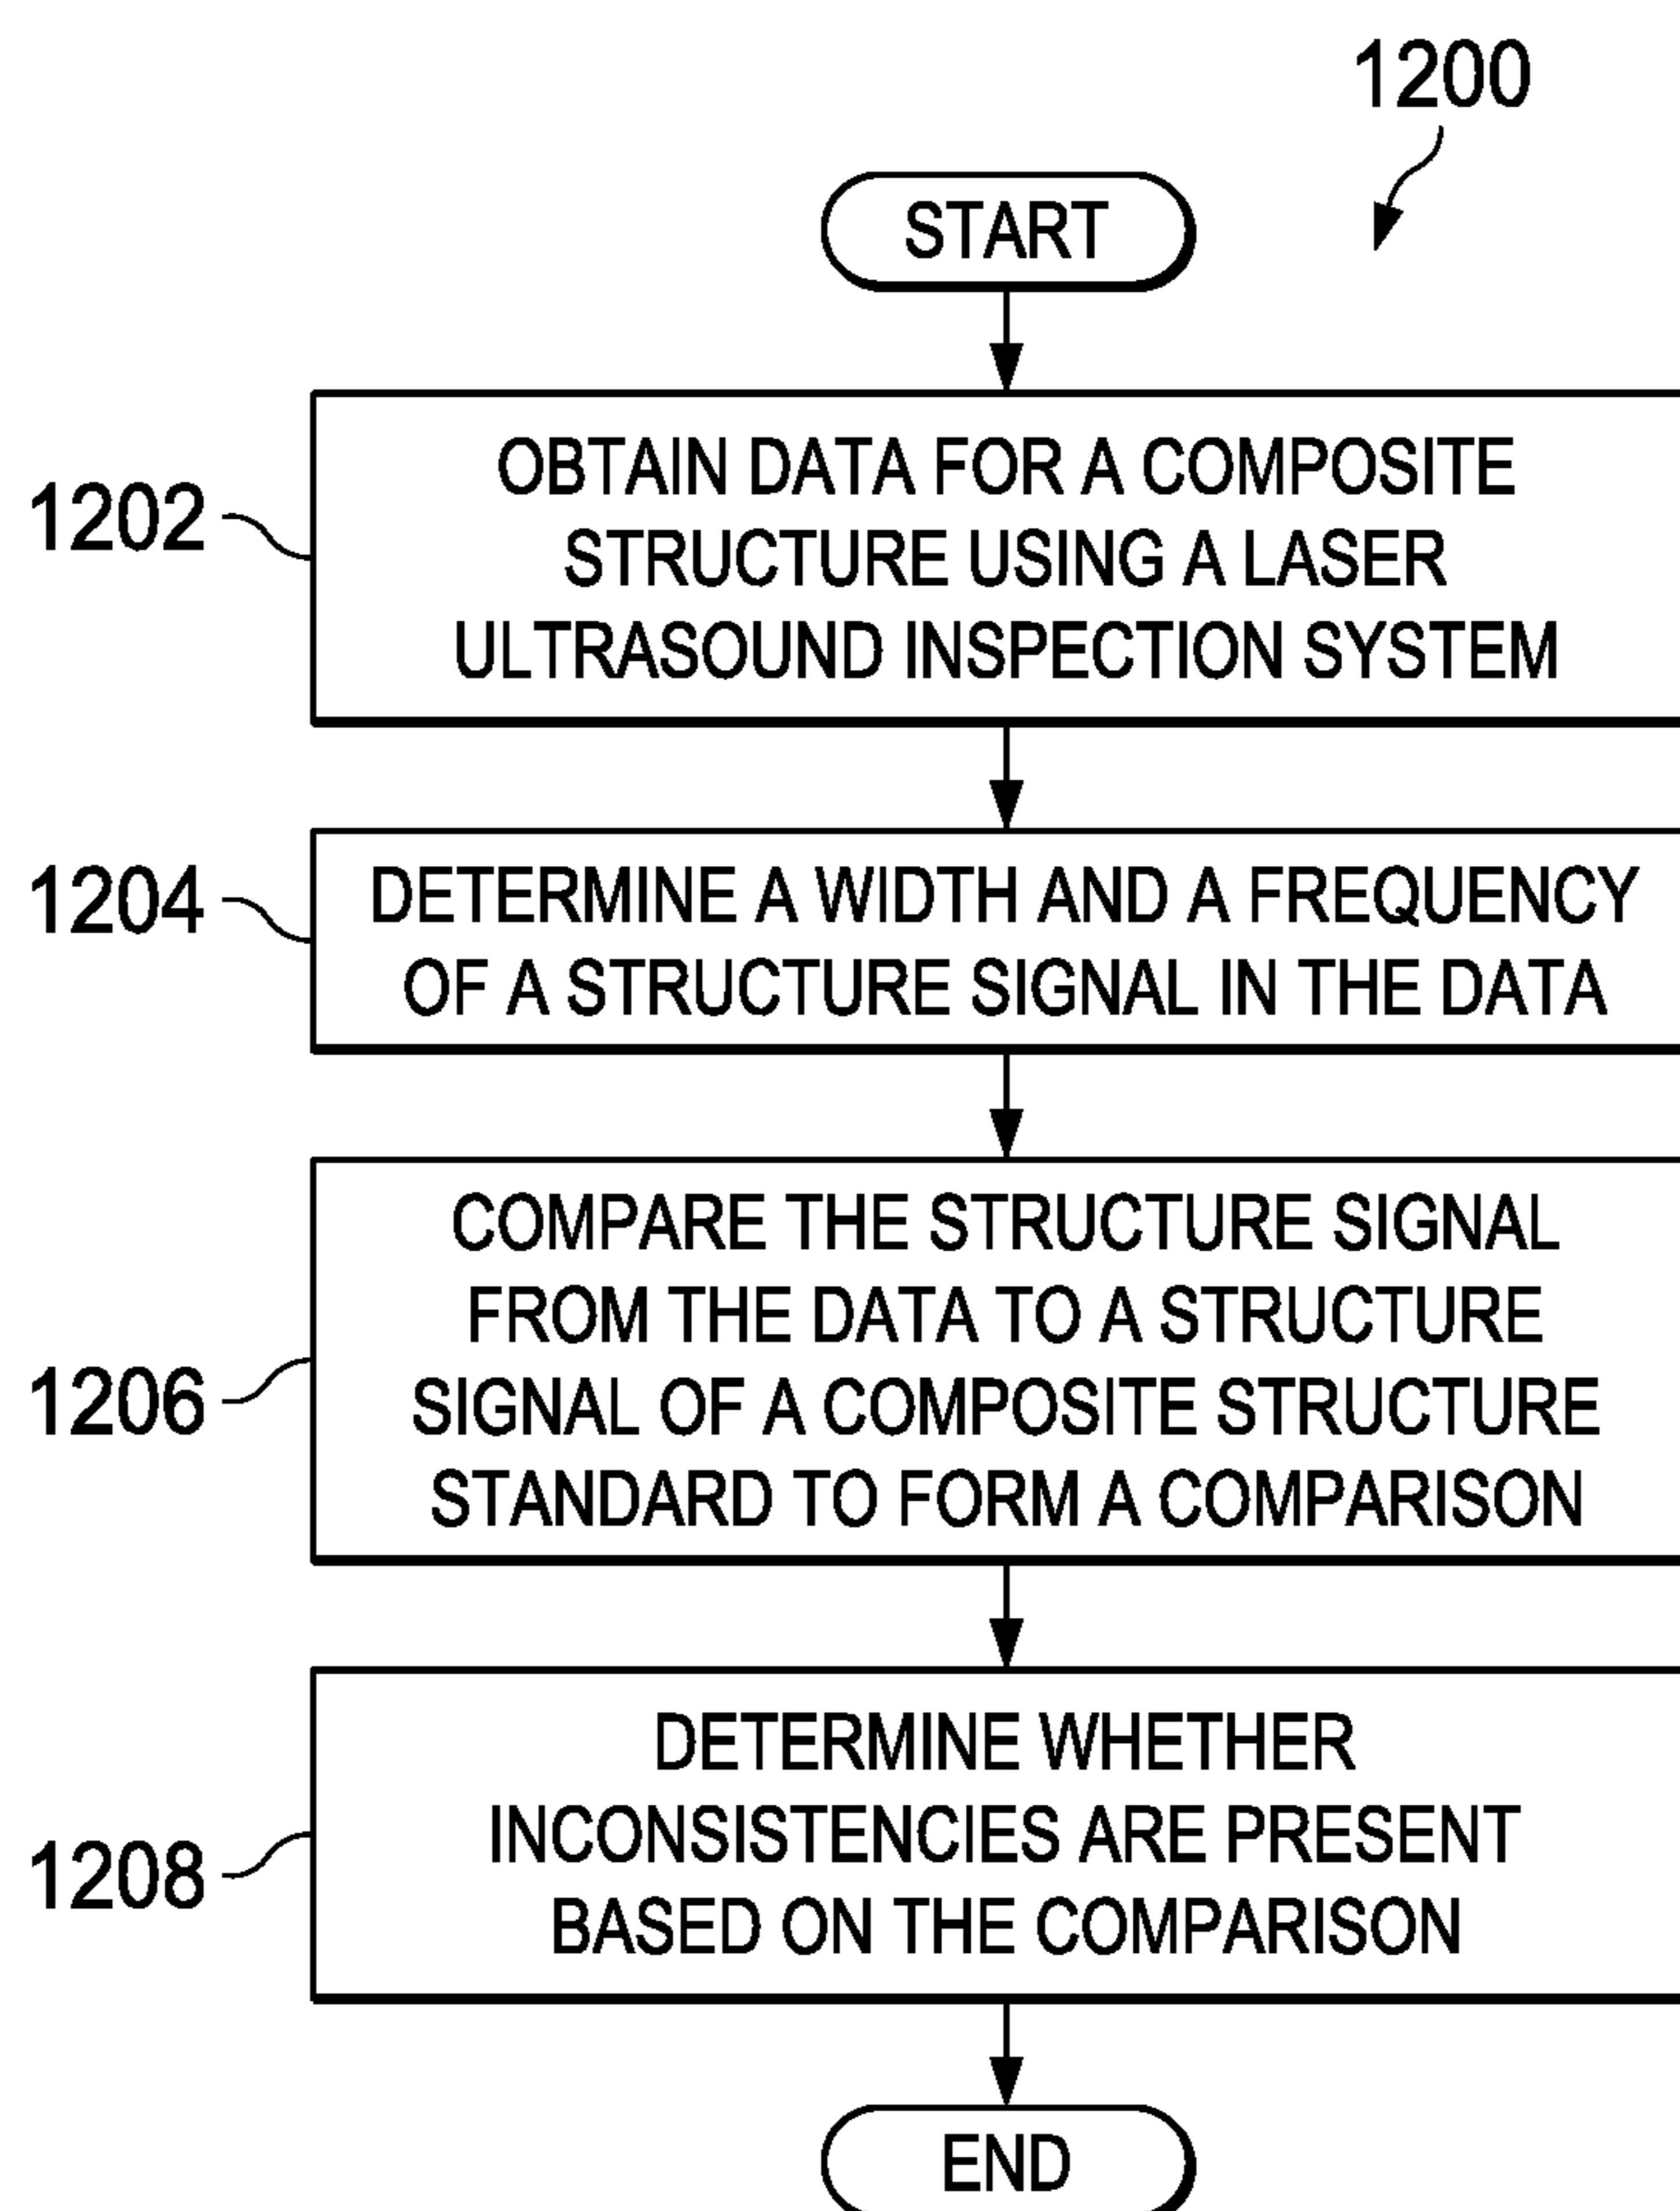 1200
START
1202
OBTAIN DATA FOR A COMPOSITE
STRUCTURE USING A LASER
ULTRASOUND INSPECTION SYSTEM
1204
DETERMINE A WIDTH AND A FREQUENCY
OF A STRUCTURE SIGNAL IN THE DATA
1206
COMPARE THE STRUCTURE SIGNAL
FROM THE DATA TO A STRUCTURE
SIGNAL OF A COMPOSITE STRUCTURE
STANDARD TO FORM A COMPARISON
1208
DETERMINE WHETHER
INCONSISTENCIES ARE PRESENT
BASED ON THE COMPARISON
END